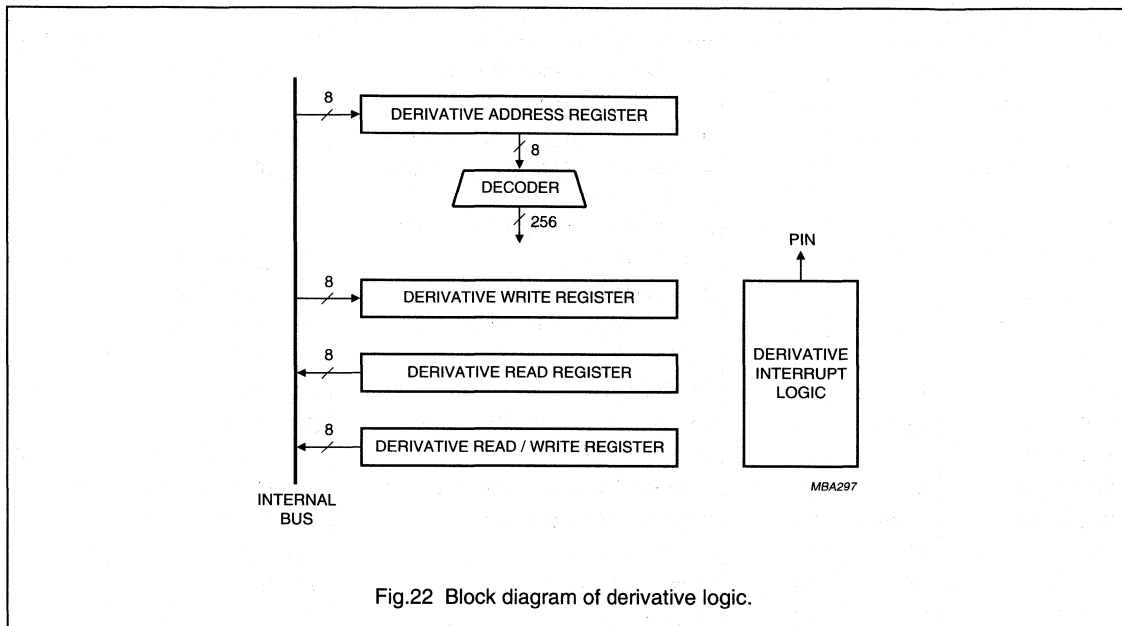 8
DERIVATIVE ADDRESS REGISTER
8
DECODER
256
PIN
8
DERIVATIVE WRITE REGISTER
8
DERIVATIVE READ REGISTER
DERIVATIVE
INTERRUPT
LOGIC
8
DERIVATIVE READ / WRITE REGISTER
MBA297
INTERNAL
BUS
Fig.22 Block diagram of derivative logic.